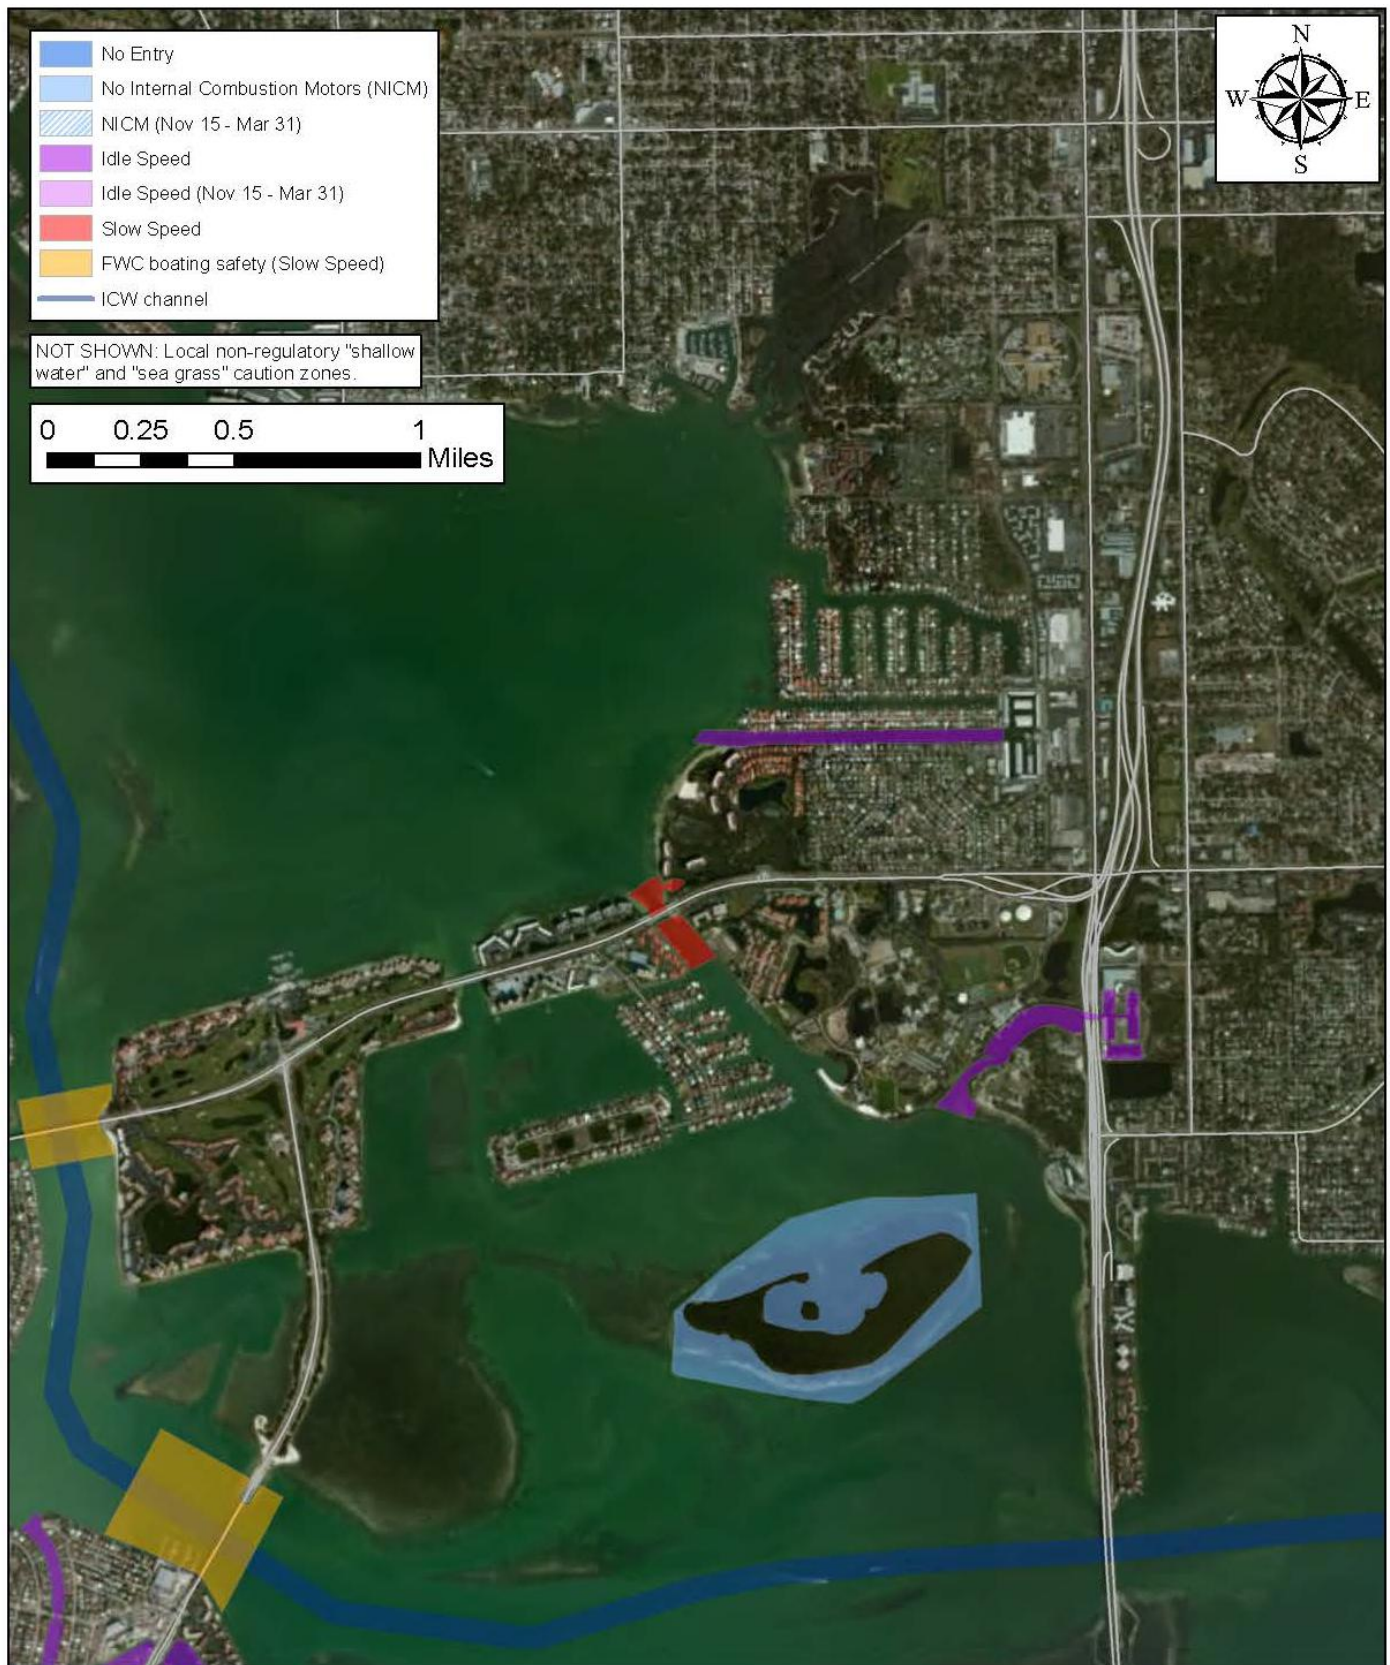 No Entry
No Internal Combustion Motors (NICM)
NICM (Nov 15 - Mar 31)
Idle Speed
Idle Speed (Nov 15 - Mar 31)
Slow Speed
FWC boating safety (Slow Speed)
ICW channel
NOT SHOWN: Local non-regulatory "shallow
water" and "sea grass" caution zones.
0 0.25 0.5 1
Miles
N
W E
S